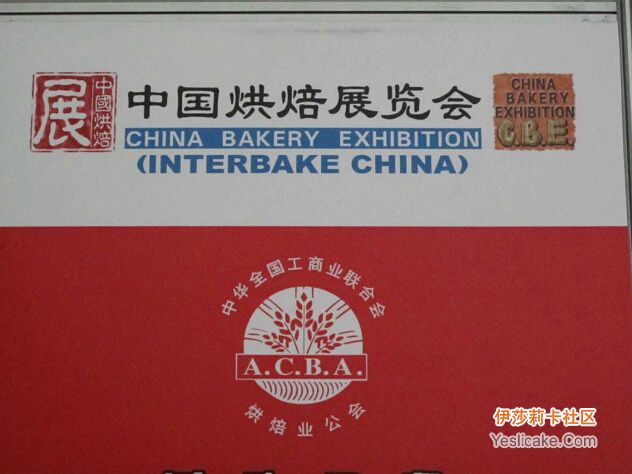 展
中國烘焙
中国烘焙展览会
CHINA BAKERY EXHIBITION
(INTERBAKE CHINA)
CHINA
BAKERY
EXHIBITION
C.B.E.
中华全国工商业联合会
A.C.B.A.
烘焙业公会
伊莎莉卡社区
Yeslicake.Com